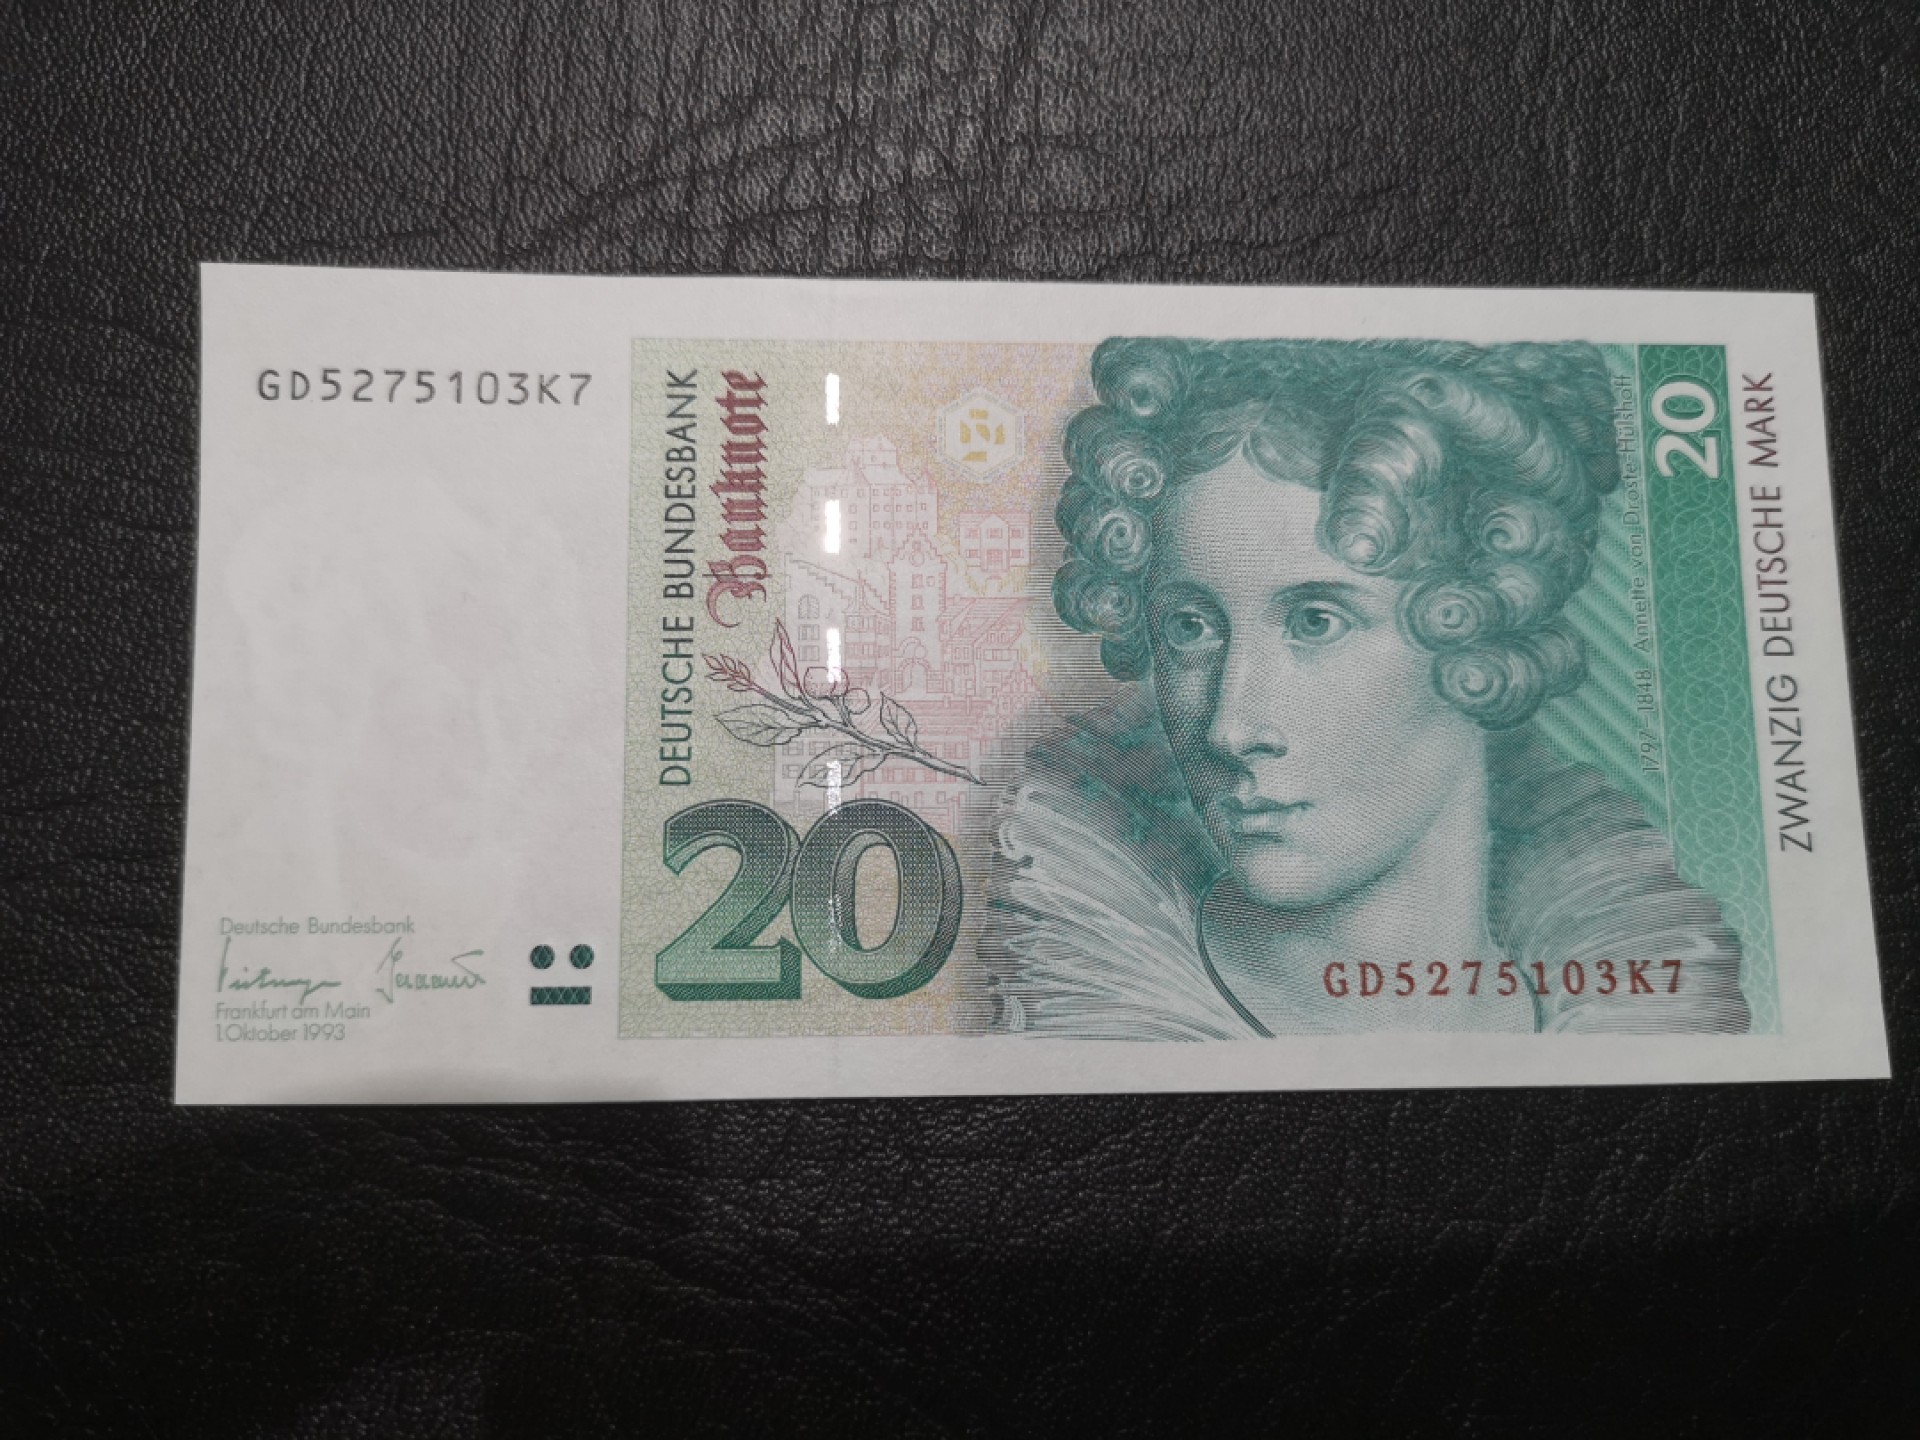 GD5275103K7
DEUTSCHE BUNDESBANK
Banknote
20
Deutsche Bundesbank
Frankfurt am Main
1.Oktober 1993
GD5275103K7
1797-1848 Annette von Droste-Hülshoff
20
ZWANZIG DEUTSCHE MARK